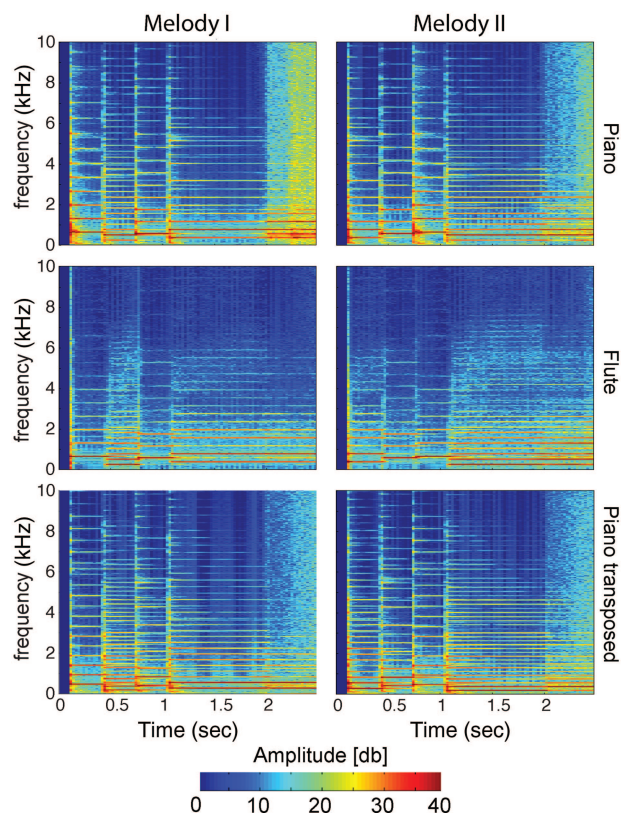 Melody I Melody II
frequency (kHz)
10
8
6
4
2
0
Piano
frequency (kHz)
10
8
6
4
2
0
Flute
frequency (kHz)
10
8
6
4
2
0
Piano transposed
0 0.5 1 1.5 2 0 0.5 1 1.5 2
Time (sec) Time (sec)
Amplitude [db]
0 10 20 30 40